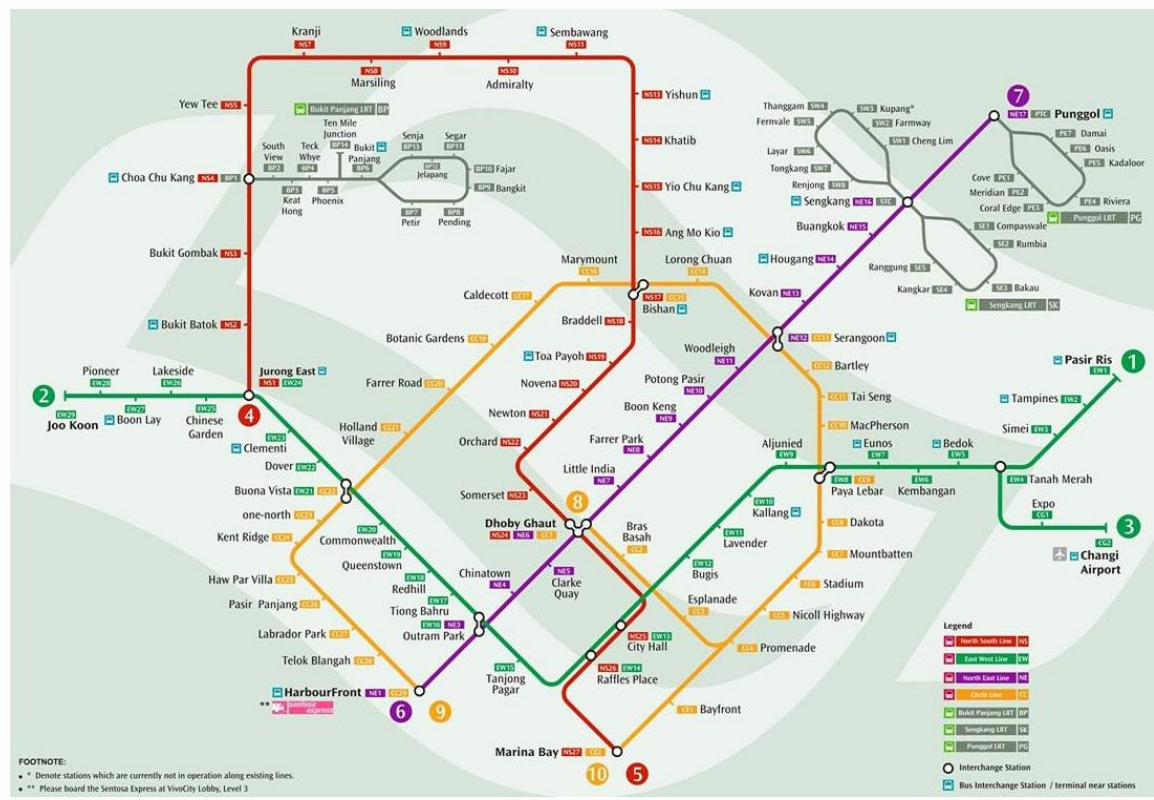 Kranji
NS7
Woodlands
NS9
Sembawang
NS11
NS8
Marsiling
NS10
Admiralty
Yew Tee NS5
Bukit Panjang LRT BP
Ten Mile
Junction
BP14
South
View
BP2
Teck
Whye
BP4
Bukit
Panjang
BP6
Senja
BP13
Segar
BP11
BP12
Jelapang
BP10 Fajar
BP9 Bangkit
Choa Chu Kang NS4 BP1
BP3
Keat
Hong
BP5
Phoenix
BP7
Petir
BP8
Pending
NS13 Yishun
NS14 Khatib
NS15 Yio Chu Kang
NS16 Ang Mo Kio
Thanggam SW4
SW3 Kupang*
Fernvale SW5
SW2 Farmway
SW1 Cheng Lim
Layar SW6
Tongkang SW7
Renjong SW8
7
NE17 PTC Punggol
PE7 Damai
PE6 Oasis
PE5 Kadaloor
Cove PE1
Meridian PE2
Coral Edge PE3
PE4 Riviera
Punggol LRT PG
Sengkang NE16 STC
Buangkok NE15
SE1 Compassvale
SE2 Rumbia
Ranggung SE5
Kangkar SE4
SE3 Bakau
Sengkang LRT SK
Hougang NE14
Kovan NE13
Bukit Gombak NS3
Bukit Batok NS2
Marymount
CC16
Lorong Chuan
CC14
Caldecott CC17
NS17 CC15
Bishan
Braddell NS18
Botanic Gardens CC19
Toa Payoh NS19
Woodleigh
NE11
NE12 CC13 Serangoon
CC12 Bartley
Farrer Road CC20
Novena NS20
Potong Pasir
NE10
CC11 Tai Seng
Pasir Ris
EW1
1
Jurong East
NS1 EW24
Pioneer
EW28
Lakeside
EW26
2
EW29
Joo Koon
EW27
Boon Lay
EW25
Chinese
Garden
4
EW23
Clementi
Dover EW22
Holland
Village CC21
Newton NS21
Boon Keng
NE9
CC10 MacPherson
Tampines EW2
Simei EW3
Orchard NS22
Farrer Park
NE8
Aljunied
EW9
Eunos
EW7
Bedok
EW5
Little India
NE7
EW8 CC9
Paya Lebar
EW6
Kembangan
EW4 Tanah Merah
Buona Vista EW21 CC22
Somerset NS23
8
EW10
Kallang
Expo
CG1
3
CG2
Changi
Airport
one-north CC23
EW20
Commonwealth
Dhoby Ghaut
NS24 NE6 CC1
Bras
Basah
CC2
EW11
Lavender
CC8 Dakota
Kent Ridge CC24
EW19
Queenstown
CC7 Mountbatten
Haw Par Villa CC25
EW18
Redhill
Chinatown
NE4
NE5
Clarke
Quay
EW12
Bugis
CC6 Stadium
Pasir Panjang CC26
EW17
Tiong Bahru
Esplanade
CC3
CC5 Nicoll Highway
Labrador Park CC27
EW16 NE3
Outram Park
NS25 EW13
City Hall
CC4 Promenade
Telok Blangah CC28
EW15
Tanjong
Pagar
NS26 EW14
Raffles Place
HarbourFront NE1 CC29
** sentosa
express
6
9
CE1 Bayfront
Marina Bay NS27 CE2
10
5
Legend
North South Line NS
East West Line EW
North East Line NE
Circle Line CC
Bukit Panjang LRT BP
Sengkang LRT SK
Punggol LRT PG
Interchange Station
Bus Interchange Station / terminal near stations
FOOTNOTE:
• * Denote stations which are currently not in operation along existing lines.
• ** Please board the Sentosa Express at VivoCity Lobby, Level 3